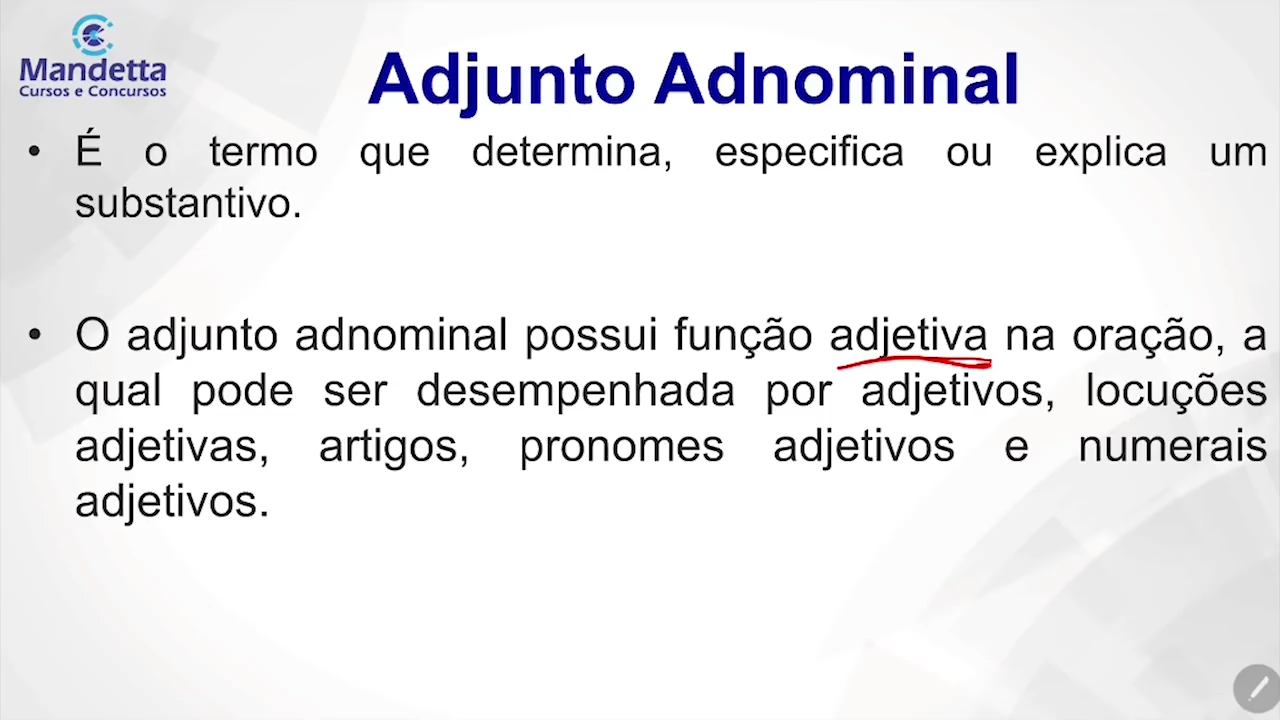 Mandetta
Cursos e Concursos
Adjunto Adnominal
• É o termo que determina, especifica ou explica um
substantivo.
• O adjunto adnominal possui função adjetiva na oração, a
qual pode ser desempenhada por adjetivos, locuções
adjetivas, artigos, pronomes adjetivos e numerais
adjetivos.